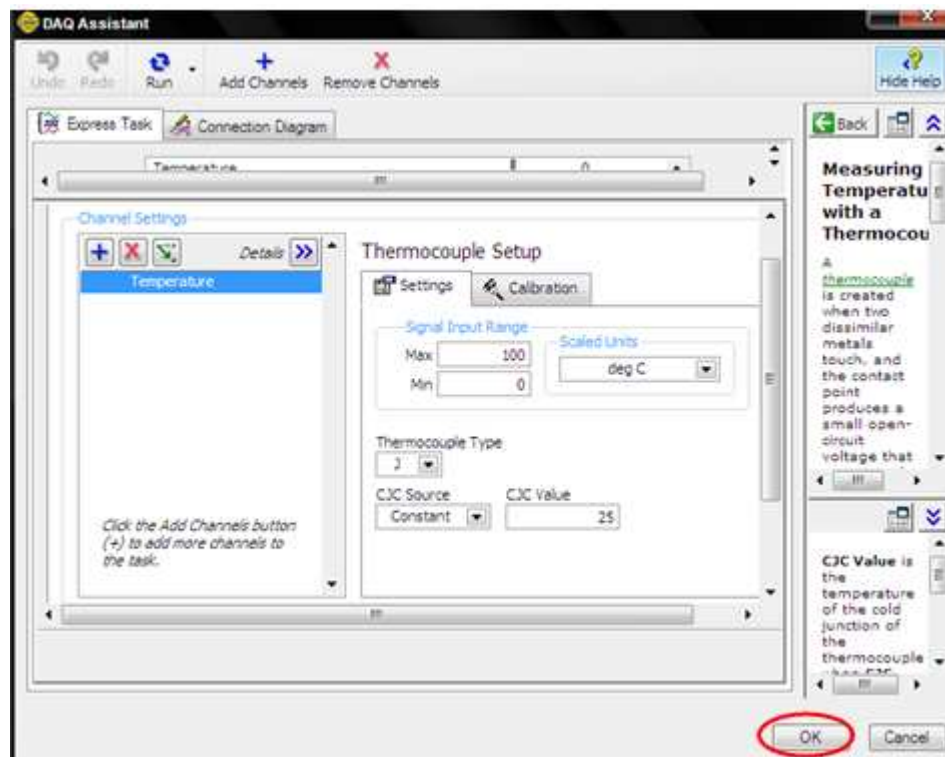 DAQ Assistant
Undo Redo Run Add Channels Remove Channels Hide Help
Express Task Connection Diagram
Back
Temperature 0
Channel Settings
Details
Temperature
Click the Add Channels button
(+) to add more channels to
the task.
Thermocouple Setup
Settings Calibration
Signal Input Range
Max 100
Min 0
Scaled Units
deg C
Thermocouple Type
J
CJC Source CJC Value
Constant 25
Measuring
Temperatu
with a
Thermocou
A
thermocouple
is created
when two
dissimilar
metals
touch, and
the contact
point
produces a
small open-
circuit
voltage that
CJC Value is
the
temperature
of the cold
junction of
the
thermocouple
when CJC
OK Cancel